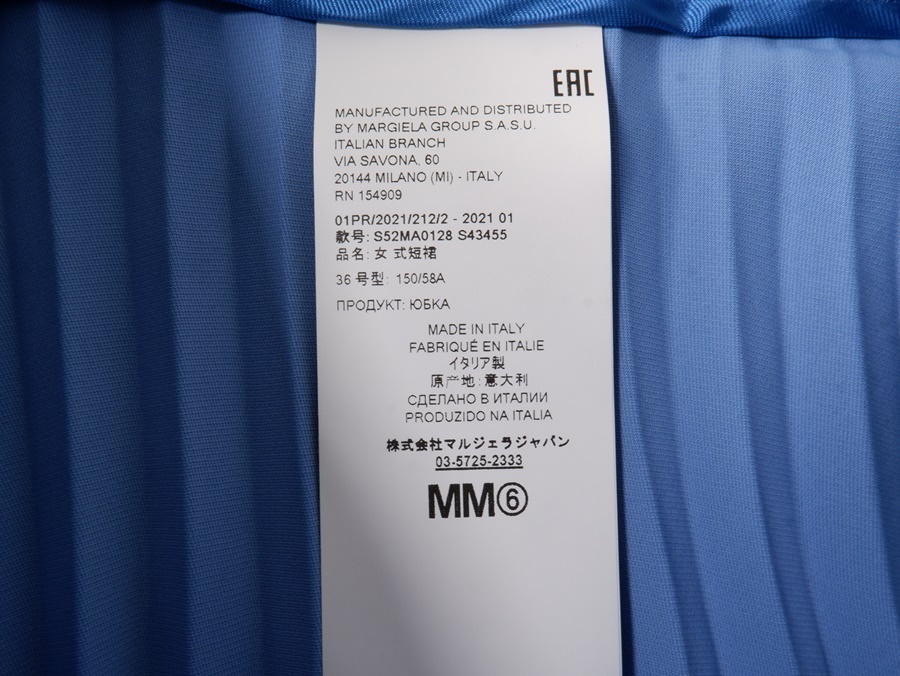 EAC
MANUFACTURED AND DISTRIBUTED
BY MARGIELA GROUP S.A.S.U.
ITALIAN BRANCH
VIA SAVONA, 60
20144 MILANO (MI) - ITALY
RN 154909
01PR/2021/212/2 - 2021 01
款号: S52MA0128 S43455
品名: 女 式短裙
36 号型: 150/58A
ПРОДУКТ: ЮБКА
MADE IN ITALY
FABRIQUÉ EN ITALIE
イタリア製
原产地: 意大利
СДЕЛАНО В ИТАЛИИ
PRODUZIDO NA ITALIA
株式会社マルジェラジャパン
03-5725-2333
MM⑥